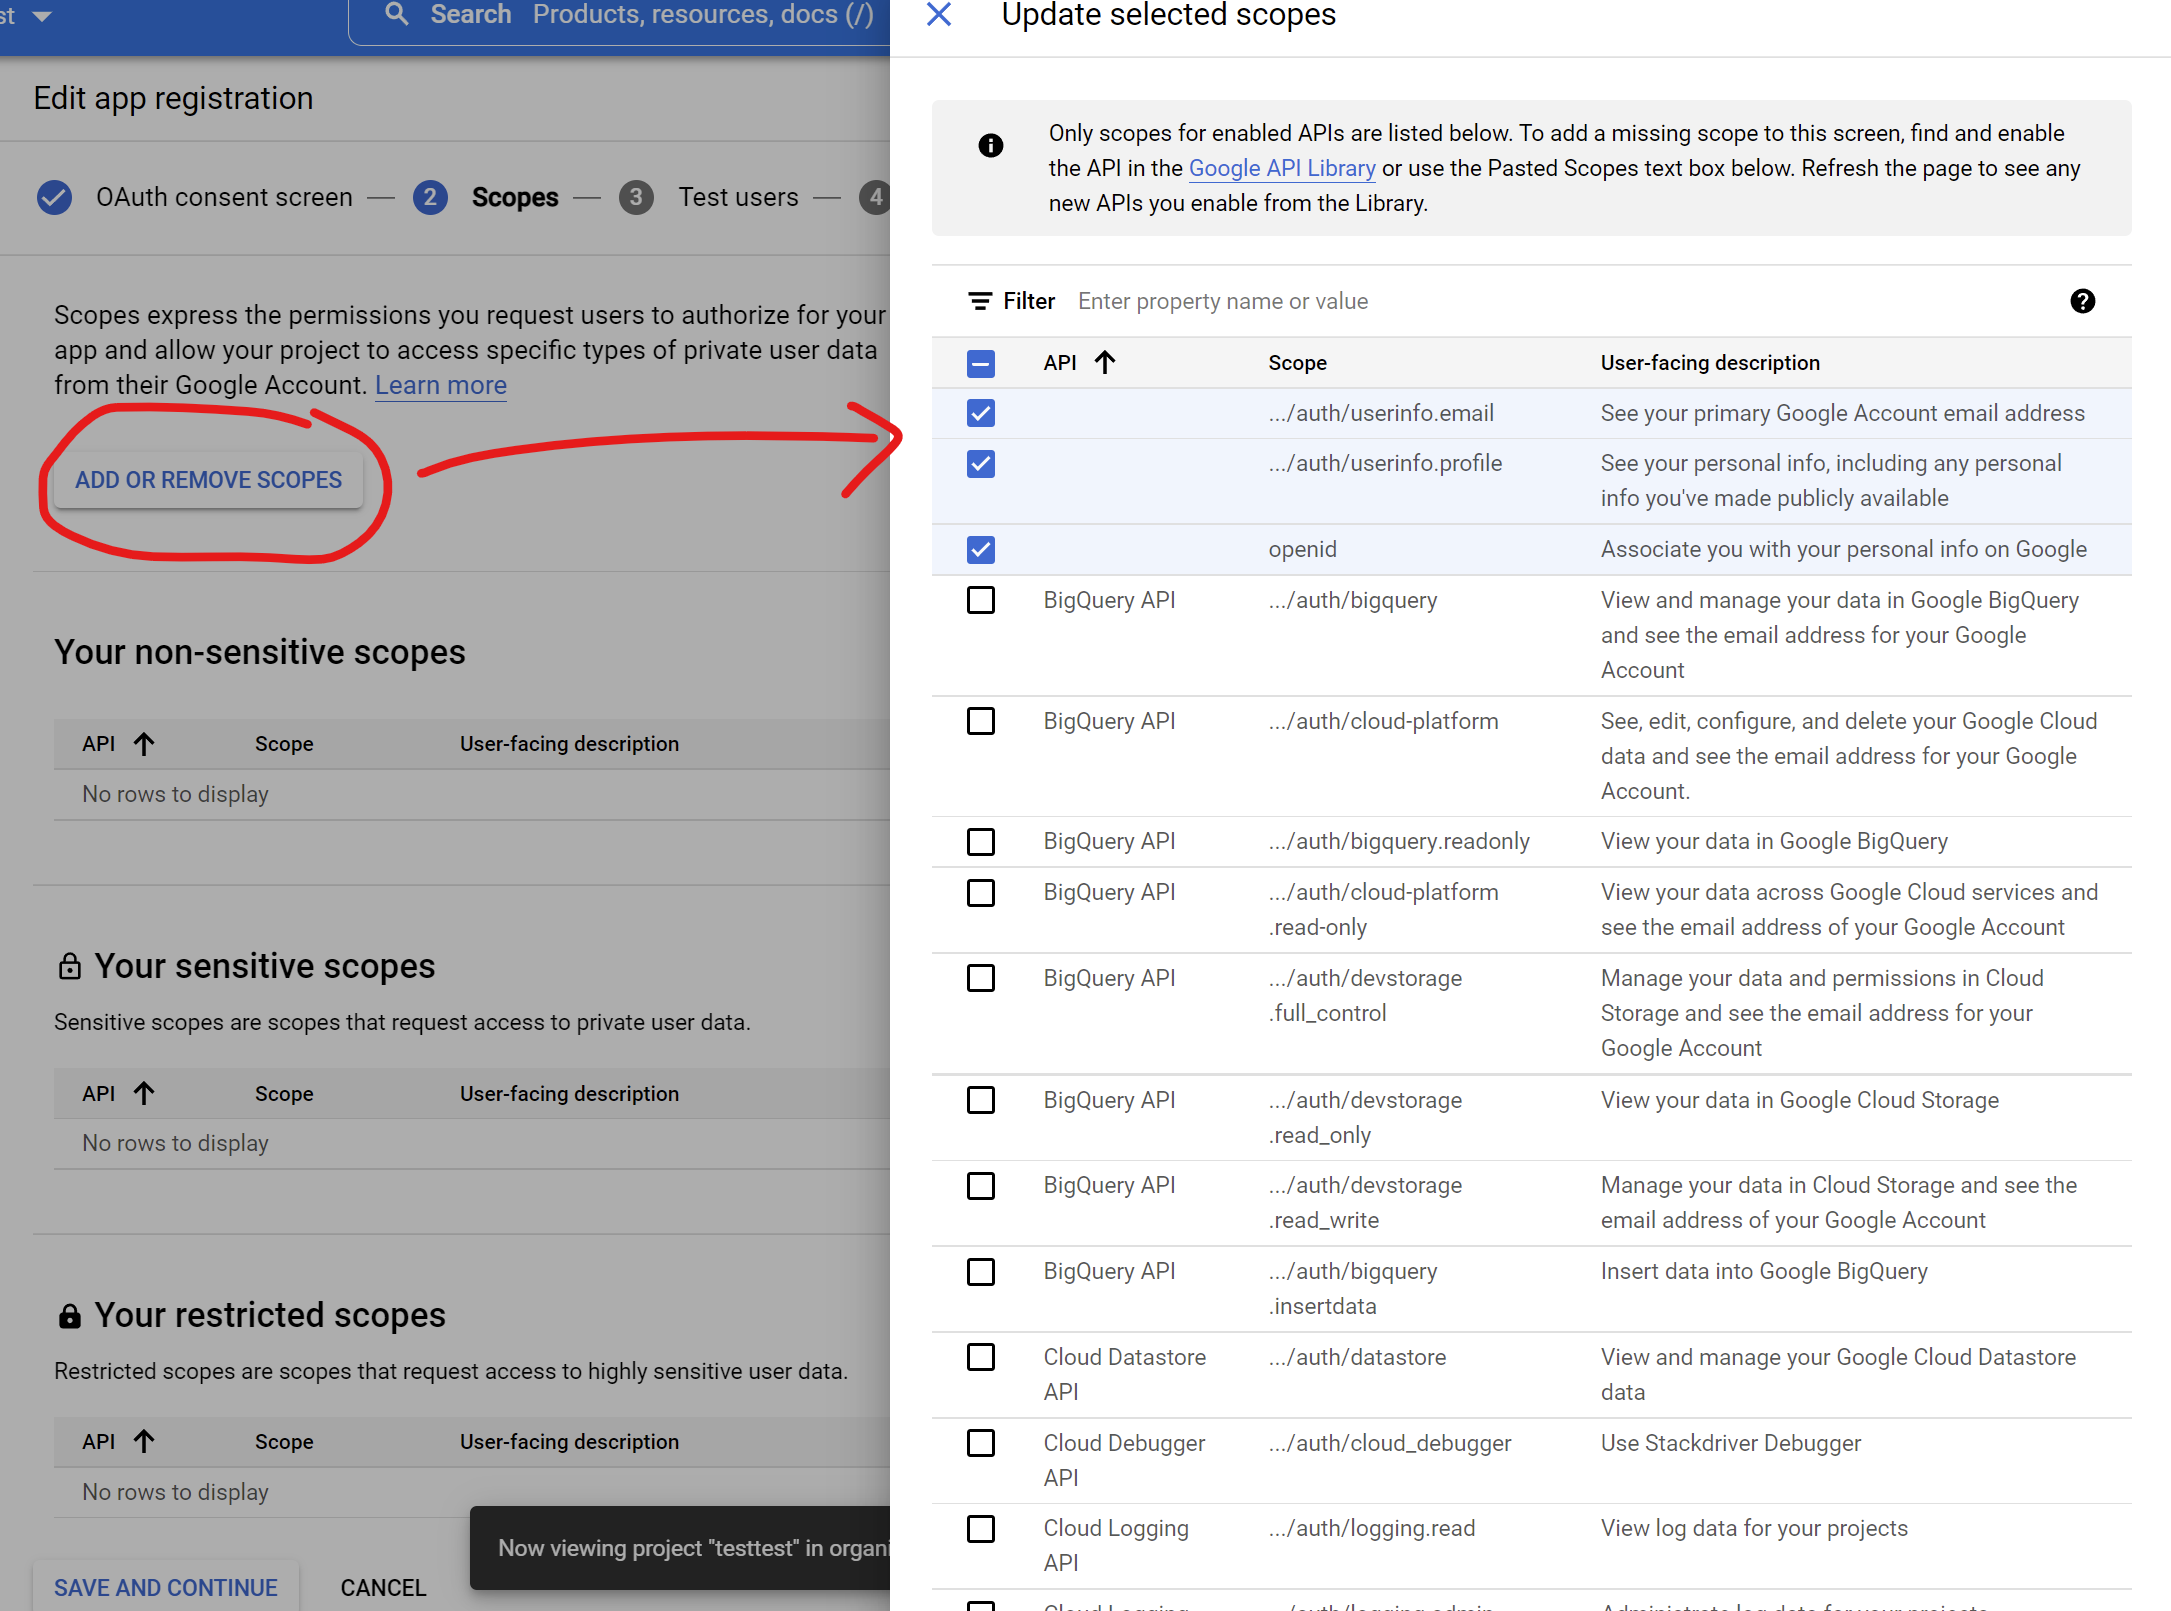 st
Search Products, resources, docs (/)
Edit app registration
OAuth consent screen — 2 Scopes — 3 Test users — 4
Scopes express the permissions you request users to authorize for your
app and allow your project to access specific types of private user data
from their Google Account. Learn more
ADD OR REMOVE SCOPES
Your non-sensitive scopes
API Scope User-facing description
No rows to display
Your sensitive scopes
Sensitive scopes are scopes that request access to private user data.
API Scope User-facing description
No rows to display
Your restricted scopes
Restricted scopes are scopes that request access to highly sensitive user data.
API Scope User-facing description
No rows to display
Now viewing project "testtest" in organi
SAVE AND CONTINUE CANCEL
Update selected scopes
Only scopes for enabled APIs are listed below. To add a missing scope to this screen, find and enable
the API in the Google API Library or use the Pasted Scopes text box below. Refresh the page to see any
new APIs you enable from the Library.
Filter Enter property name or value
API Scope User-facing description
.../auth/userinfo.email See your primary Google Account email address
.../auth/userinfo.profile See your personal info, including any personal
info you've made publicly available
openid Associate you with your personal info on Google
BigQuery API .../auth/bigquery View and manage your data in Google BigQuery
and see the email address for your Google
Account
BigQuery API .../auth/cloud-platform See, edit, configure, and delete your Google Cloud
data and see the email address for your Google
Account.
BigQuery API .../auth/bigquery.readonly View your data in Google BigQuery
BigQuery API .../auth/cloud-platform View your data across Google Cloud services and
.read-only see the email address of your Google Account
BigQuery API .../auth/devstorage Manage your data and permissions in Cloud
.full_control Storage and see the email address for your
Google Account
BigQuery API .../auth/devstorage View your data in Google Cloud Storage
.read_only
BigQuery API .../auth/devstorage Manage your data in Cloud Storage and see the
.read_write email address of your Google Account
BigQuery API .../auth/bigquery Insert data into Google BigQuery
.insertdata
Cloud Datastore .../auth/datastore View and manage your Google Cloud Datastore
API data
Cloud Debugger .../auth/cloud_debugger Use Stackdriver Debugger
API
Cloud Logging .../auth/logging.read View log data for your projects
API
Cloud Logging .../auth/logging.admin Administrate log data for your projects